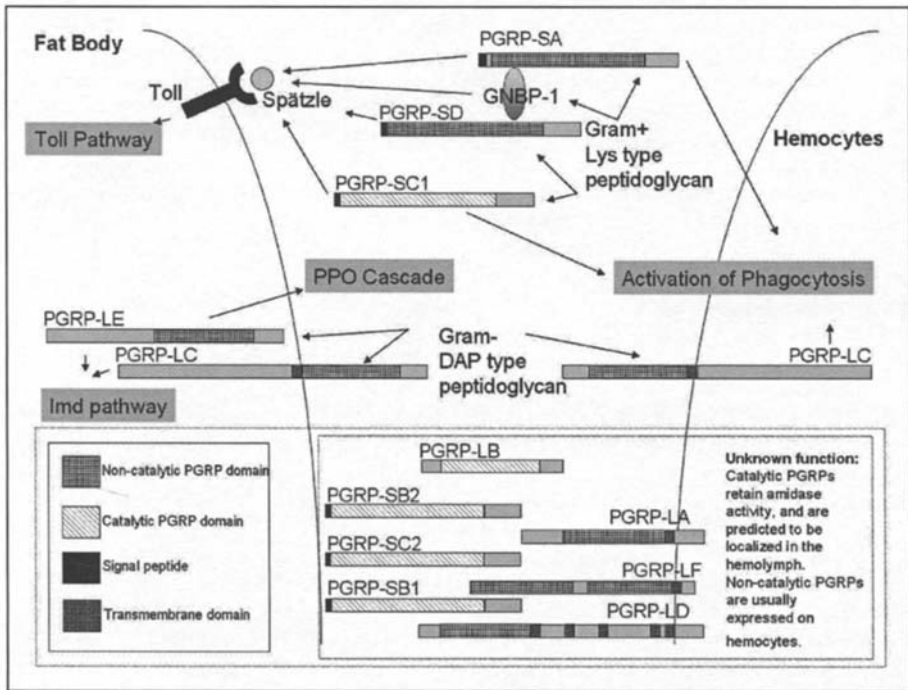 Fat Body
PGRP-SA
Toll
Spätzle
GNBP-1
Toll Pathway
PGRP-SD
Gram+
Lys type
peptidoglycan
Hemocytes
PGRP-SC1
PPO Cascade
Activation of Phagocytosis
PGRP-LE
PGRP-LC
Gram-
DAP type
peptidoglycan
PGRP-LC
Imd pathway
Non-catalytic PGRP domain
Catalytic PGRP domain
Signal peptide
Transmembrane domain
PGRP-LB
PGRP-SB2
PGRP-LA
PGRP-SC2
PGRP-LF
PGRP-SB1
PGRP-LD
Unknown function:
Catalytic PGRPs
retain amidase
activity, and are
predicted to be
localized in the
hemolymph.
Non-catalytic PGRPs
are usually
expressed on
hemocytes.